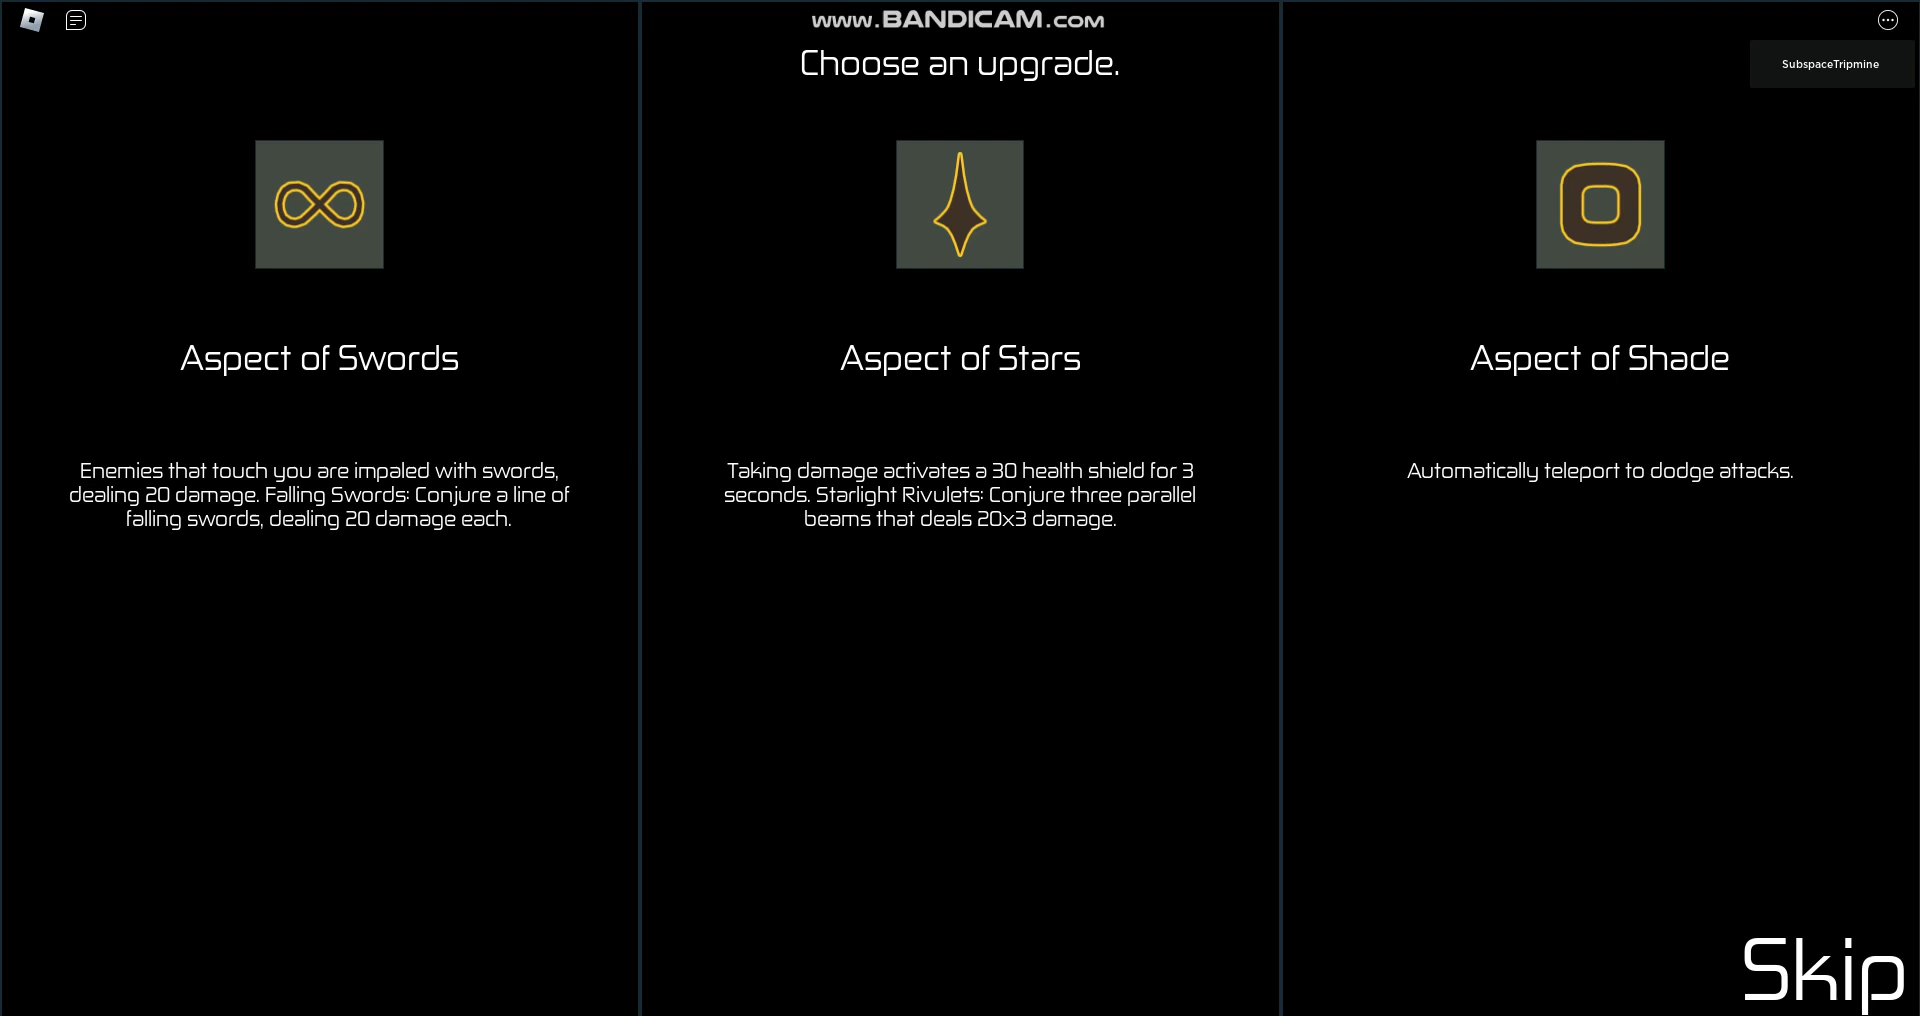 www.BANDICAM.com
Choose an upgrade.
SubspaceTripmine
Aspect of Swords
Enemies that touch you are impaled with swords,
dealing 20 damage. Falling Swords: Conjure a line of
falling swords, dealing 20 damage each.
Aspect of Stars
Taking damage activates a 30 health shield for 3
seconds. Starlight Rivulets: Conjure three parallel
beams that deals 20x3 damage.
Aspect of Shade
Automatically teleport to dodge attacks.
Skip